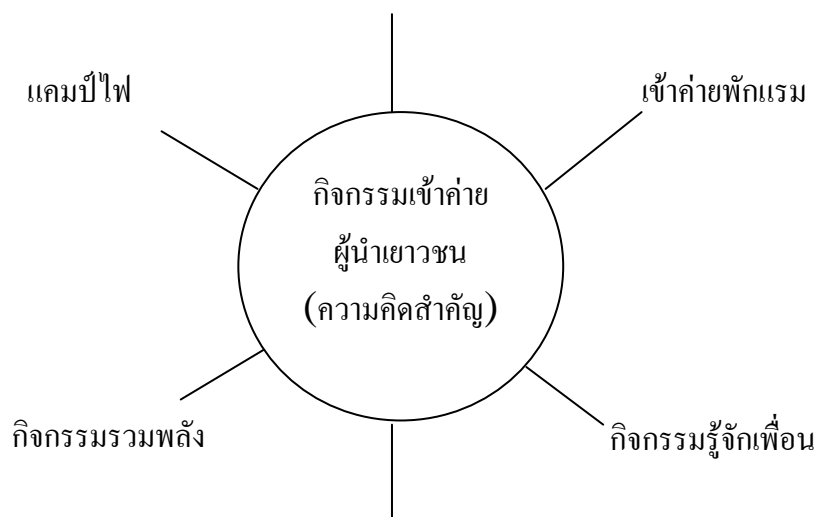 แคมป์ไฟ
เข้าค่ายพักแรม
กิจกรรมเข้าค่าย
ผู้นำเยาวชน
(ความคิดสำคัญ)
กิจกรรมรวมพลัง
กิจกรรมรู้จักเพื่อน